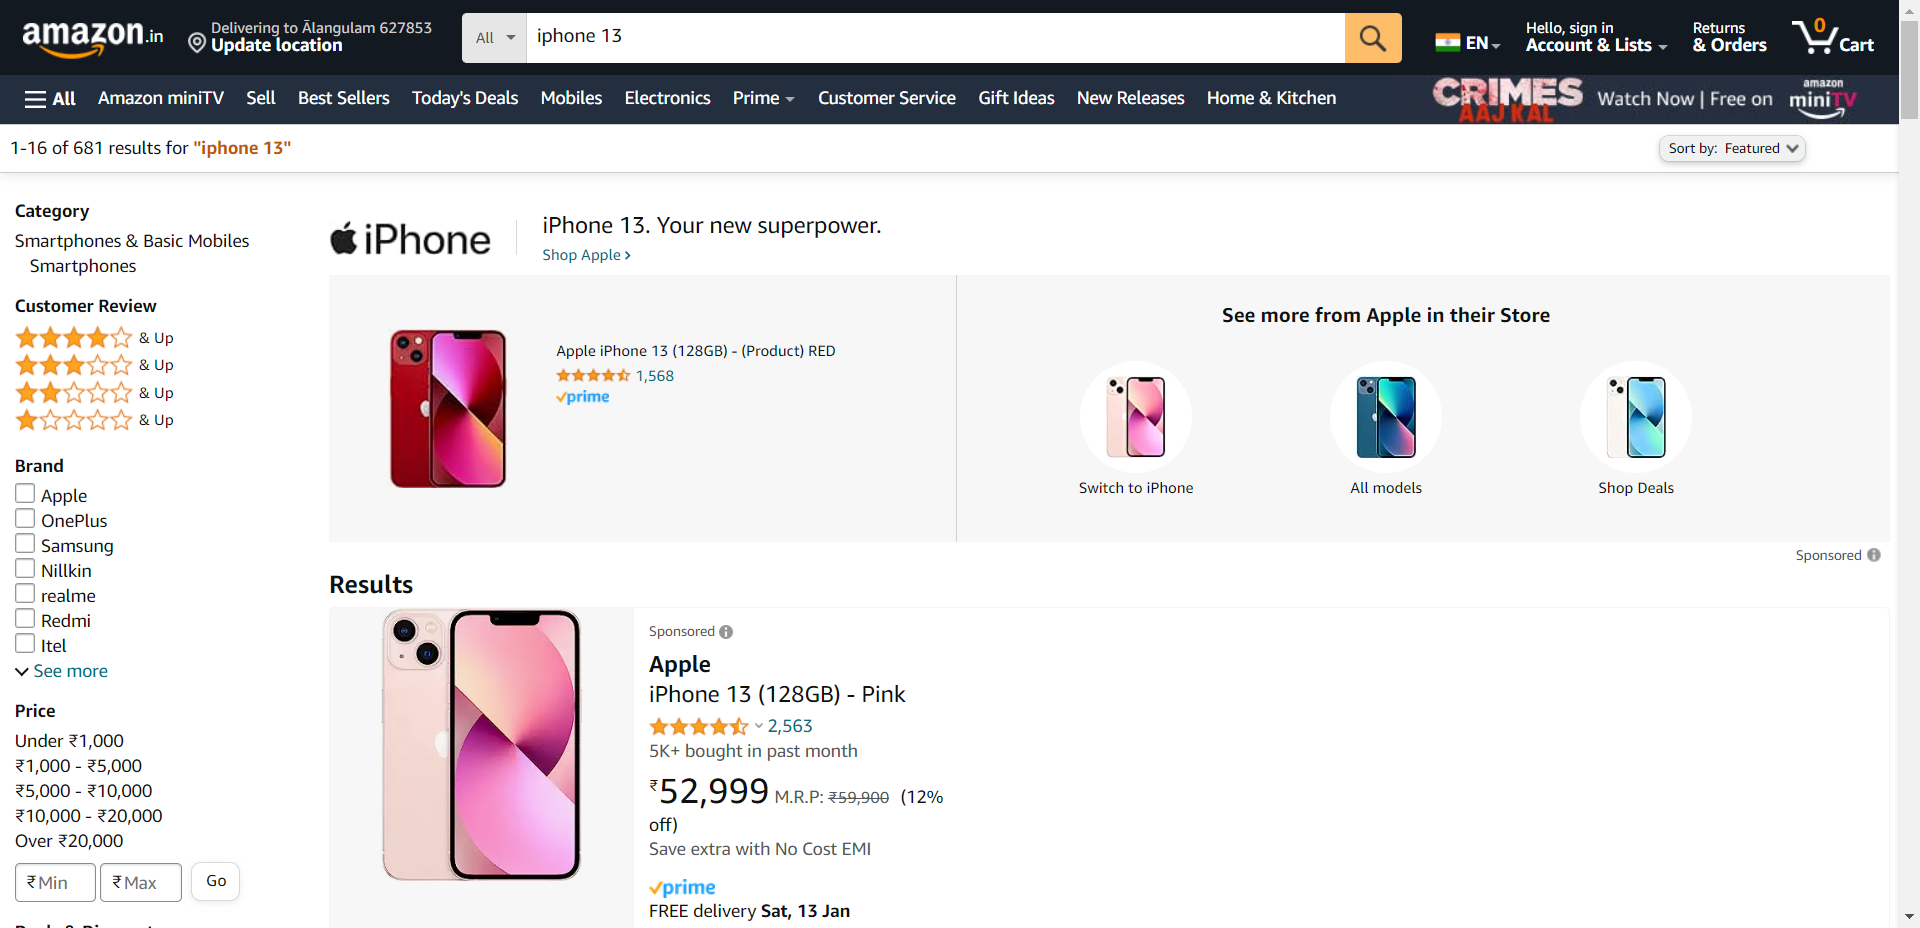 amazon.in
Delivering to Ālangulam 627853
Update location
All
iphone 13
EN
Hello, sign in
Account & Lists
Returns
& Orders
0
Cart
All
Amazon miniTV
Sell
Best Sellers
Today's Deals
Mobiles
Electronics
Prime
Customer Service
Gift Ideas
New Releases
Home & Kitchen
CRIMES
AAJ KAL
Watch Now | Free on
amazon
miniTV
1-16 of 681 results for "iphone 13"
Sort by: Featured
Category
Smartphones & Basic Mobiles
Smartphones
Customer Review
& Up
& Up
& Up
& Up
Brand
Apple
OnePlus
Samsung
Nillkin
realme
Redmi
Itel
See more
Price
Under ₹1,000
₹1,000 - ₹5,000
₹5,000 - ₹10,000
₹10,000 - ₹20,000
Over ₹20,000
₹ Min
₹ Max
Go
iPhone
iPhone 13. Your new superpower.
Shop Apple ›
Apple iPhone 13 (128GB) - (Product) RED
1,568
prime
See more from Apple in their Store
Switch to iPhone
All models
Shop Deals
Sponsored
Results
Sponsored
Apple
iPhone 13 (128GB) - Pink
2,563
5K+ bought in past month
₹52,999 M.R.P: ₹59,900 (12%
off)
Save extra with No Cost EMI
prime
FREE delivery Sat, 13 Jan